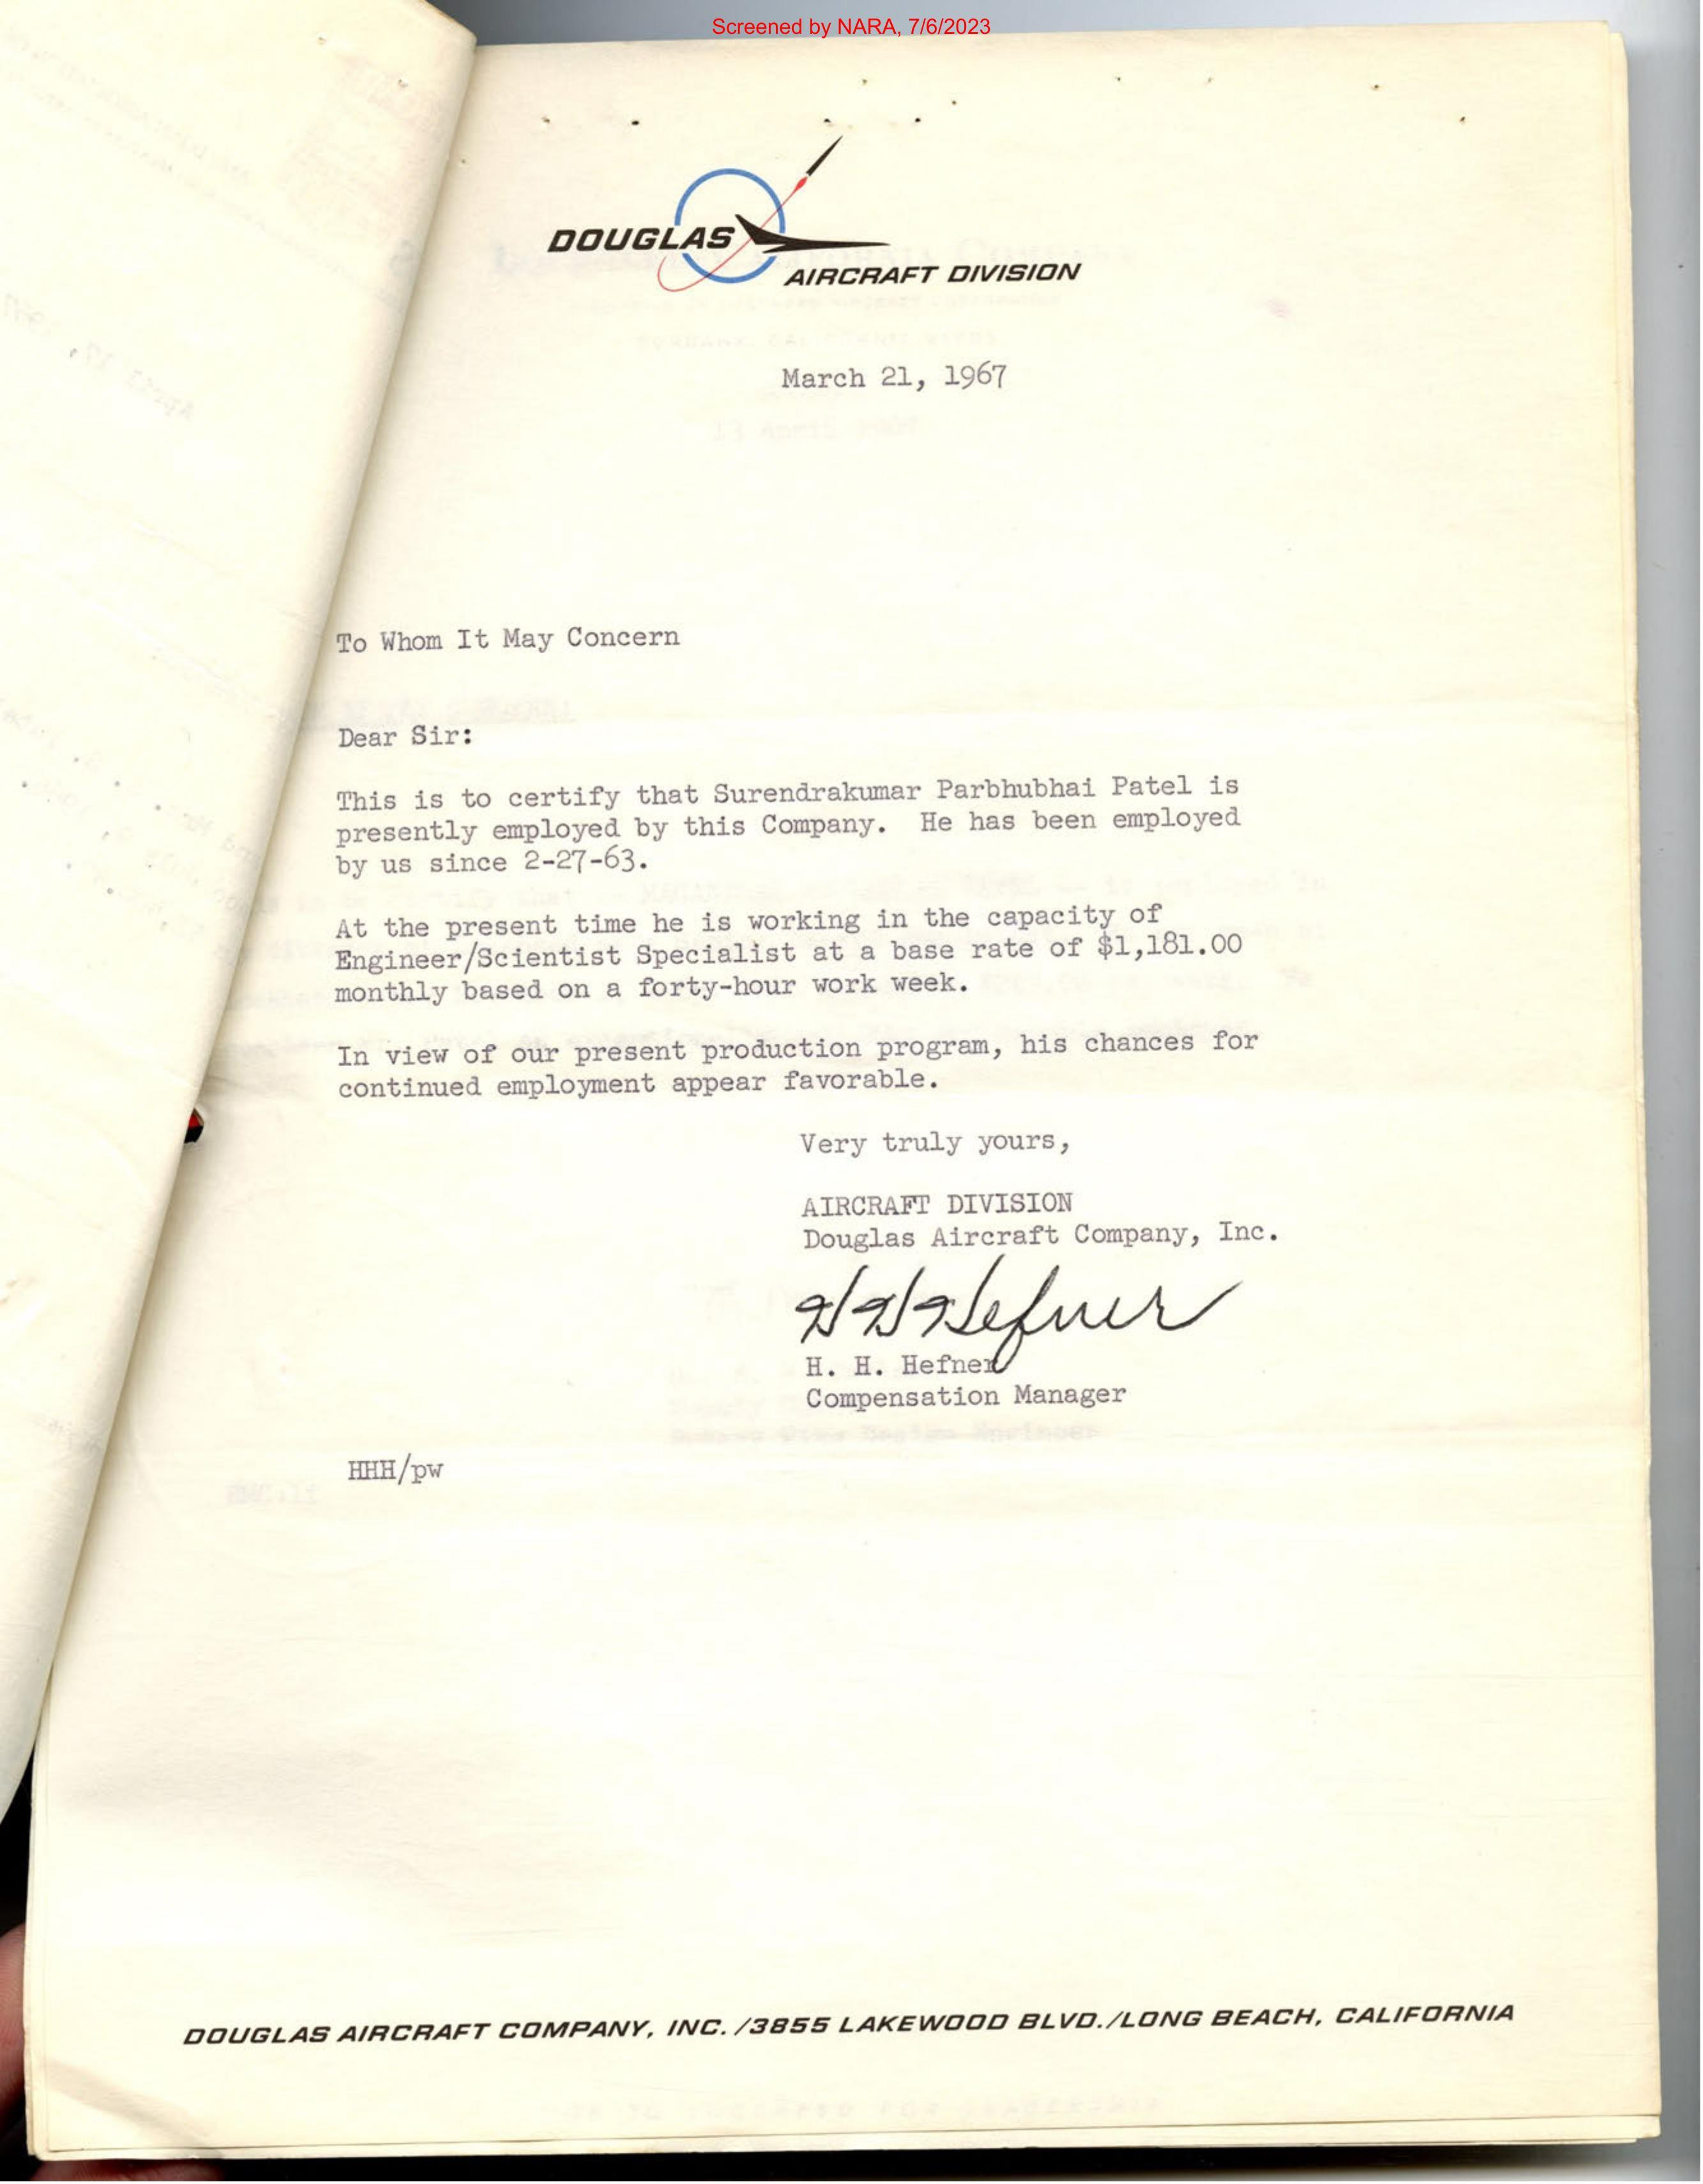 Screened by NARA, 7/6/2023
DOUGLAS
AIRCRAFT DIVISION
March 21, 1967
To Whom It May Concern
Dear Sir:
This is to certify that Surendrakumar Parbhubhai Patel is
presently employed by this Company. He has been employed
by us since 2-27-63.
At the present time he is working in the capacity of
Engineer/Scientist Specialist at a base rate of $1,181.00
monthly based on a forty-hour work week.
In view of our present production program, his chances for
continued employment appear favorable.
Very truly yours,
AIRCRAFT DIVISION
Douglas Aircraft Company, Inc.
HHHefner
H. H. Hefner
Compensation Manager
HHH/pw
DOUGLAS AIRCRAFT COMPANY, INC. /3855 LAKEWOOD BLVD./LONG BEACH, CALIFORNIA